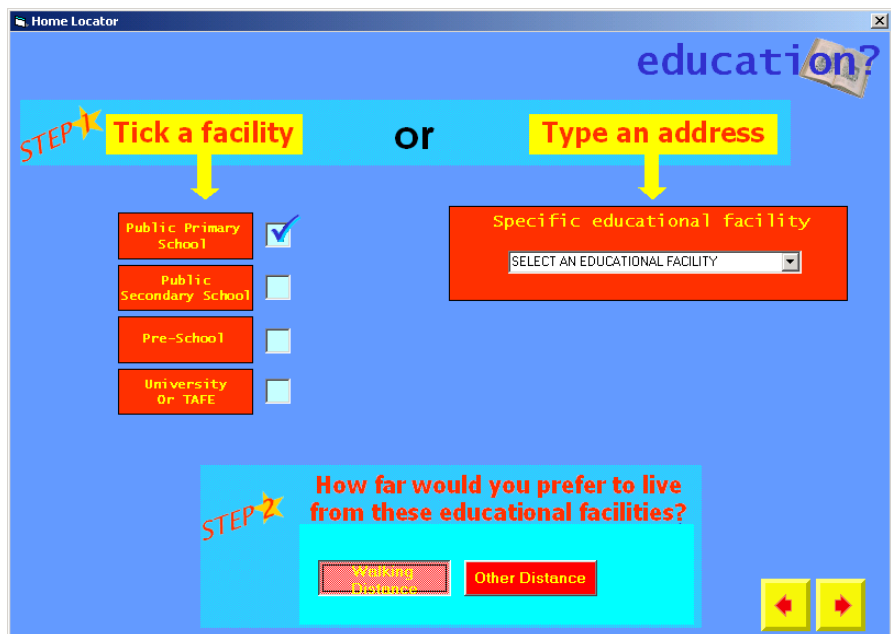 Home Locator
education?
STEP 1
Tick a facility
or
Type an address
Public Primary
School
Public
Secondary School
Pre-School
University
Or TAFE
Specific educational facility
SELECT AN EDUCATIONAL FACILITY
STEP 2
How far would you prefer to live
from these educational facilities?
Walking
Distance
Other Distance